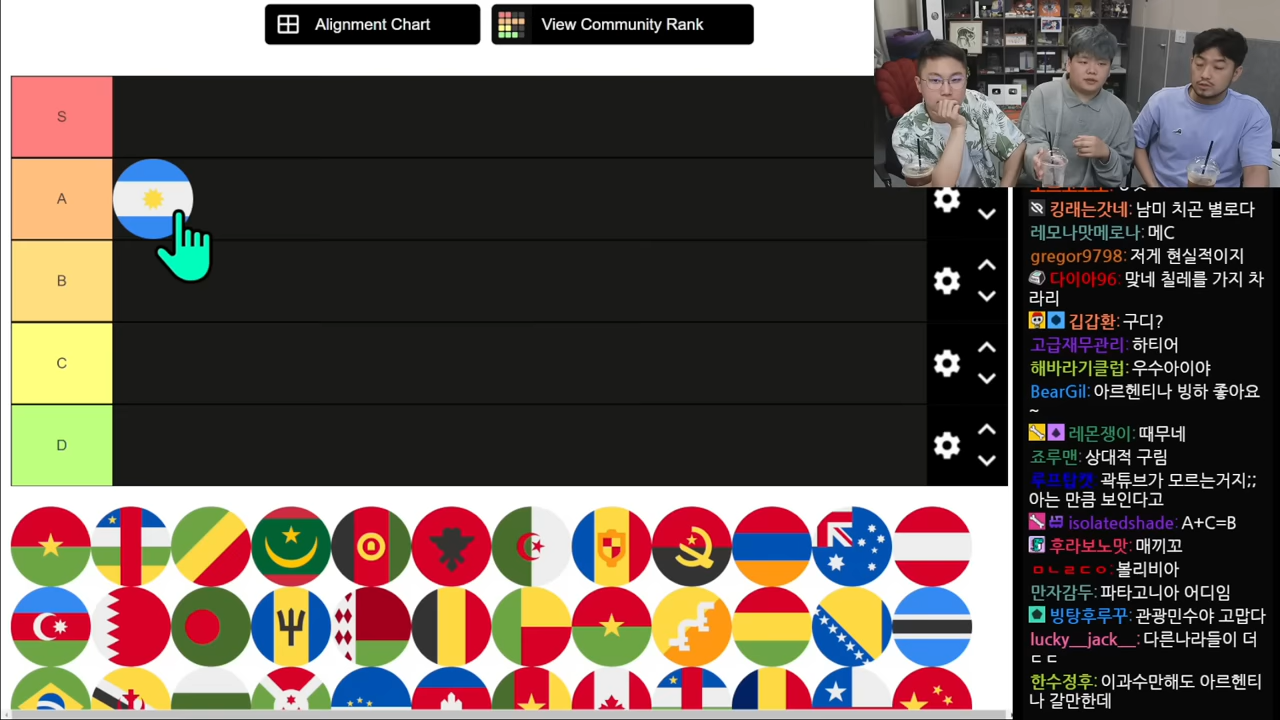 Alignment Chart
View Community Rank
S
A
B
C
D
킹래는갓네: 남미 치곤 별로다
레모나맛메로나: 메C
gregor9798: 저게 현실적이지
다이아96: 맞네 칠레를 가지 차
라리
김갑환: 구디?
고급재무관리: 하티어
해바라기클럽: 우수아이야
BearGil: 아르헨티나 빙하 좋아요
~
레몬쟁이: 때무네
죠루맨: 상대적 구림
루프탑캣: 곽튜브가 모르는거지;;
아는 만큼 보인다고
isolatedshade: A+C=B
후라보노맛: 매끼꼬
ㅁㄴㄹㄷㅇ: 볼리비아
만자감두: 파타고니아 어디임
빙탕후루꾸: 관광민수야 고맙다
lucky__jack__: 다른나라들이 더
ㄷㄷ
한수정후: 이과수만해도 아르헨티
나 갈만한데